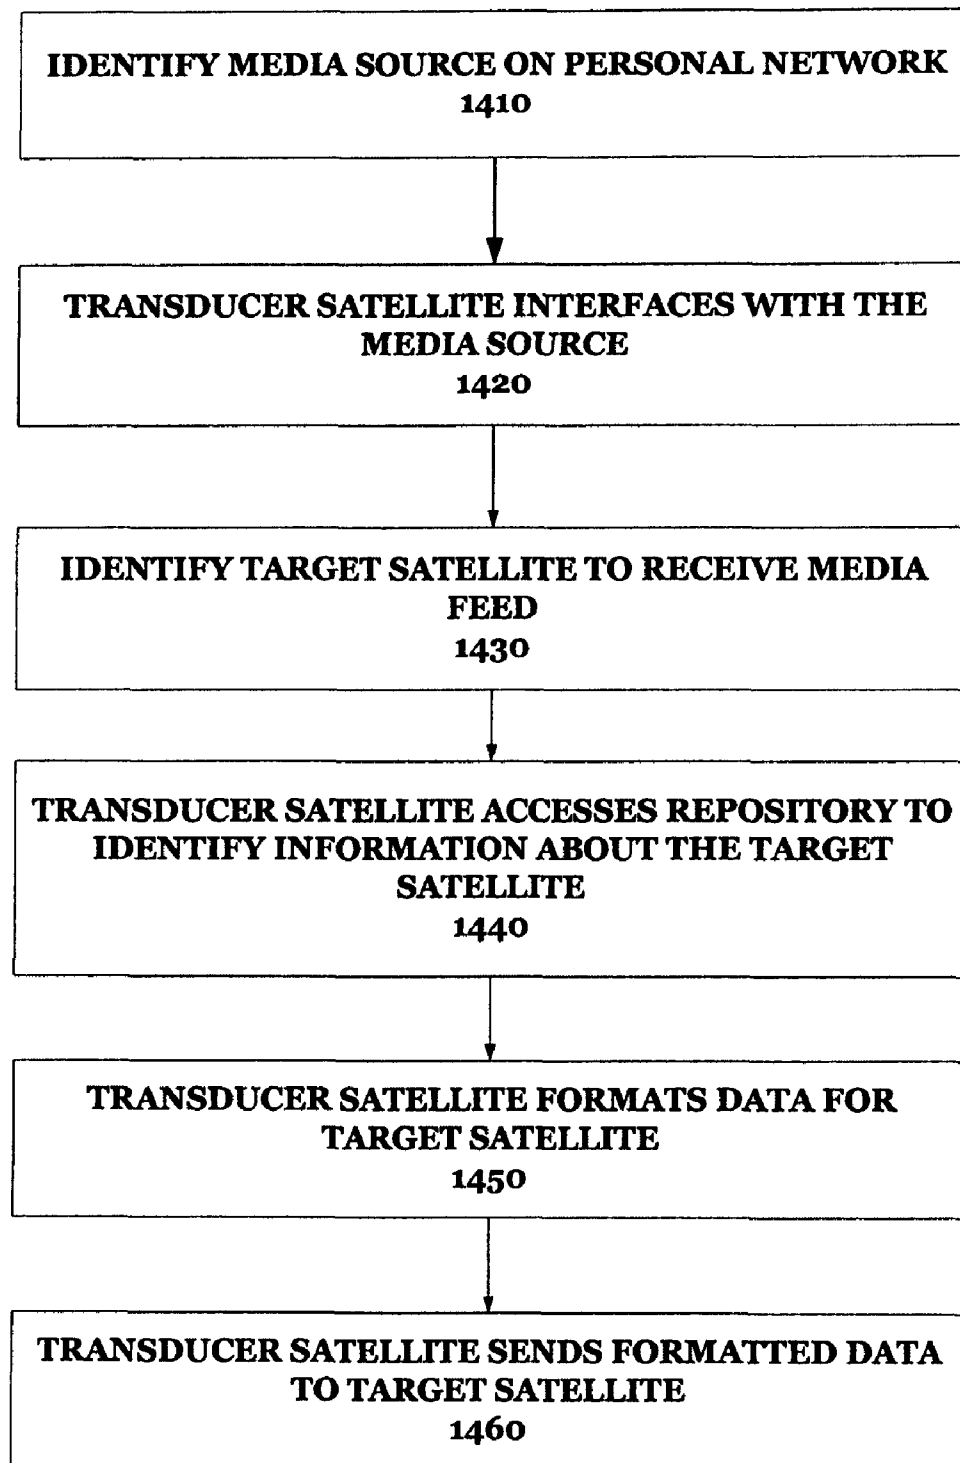 IDENTIFY MEDIA SOURCE ON PERSONAL NETWORK
1410
TRANSDUCER SATELLITE INTERFACES WITH THE
MEDIA SOURCE
1420
IDENTIFY TARGET SATELLITE TO RECEIVE MEDIA
FEED
1430
TRANSDUCER SATELLITE ACCESSES REPOSITORY TO
IDENTIFY INFORMATION ABOUT THE TARGET
SATELLITE
1440
TRANSDUCER SATELLITE FORMATS DATA FOR
TARGET SATELLITE
1450
TRANSDUCER SATELLITE SENDS FORMATTED DATA
TO TARGET SATELLITE
1460